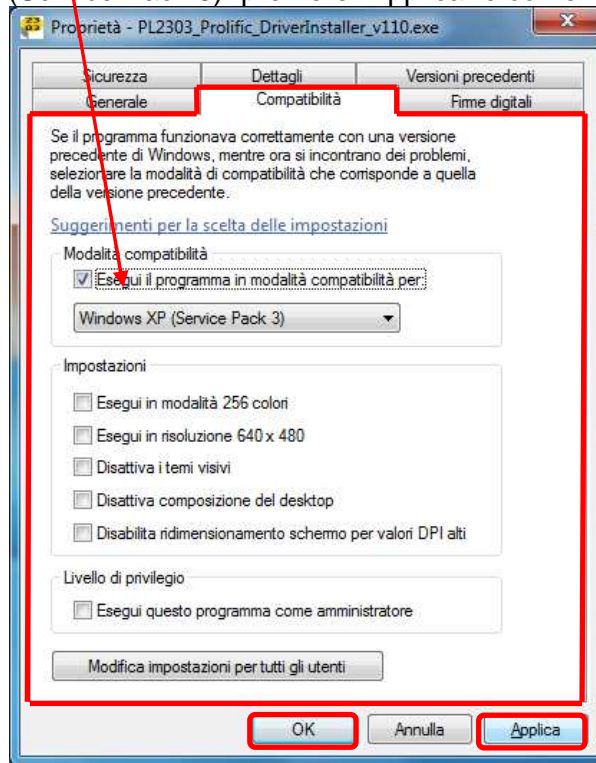 Proprietà - PL2303_Prolific_DriverInstaller_v110.exe
Sicurezza Dettagli Versioni precedenti
Generale Compatibilità Firme digitali
Se il programma funzionava correttamente con una versione
precedente di Windows, mentre ora si incontrano dei problemi,
selezionare la modalità di compatibilità che corrisponde a quella
della versione precedente.
Suggerimenti per la scelta delle impostazioni
Modalità compatibilità
Esegui il programma in modalità compatibilità per:
Windows XP (Service Pack 3)
Impostazioni
Esegui in modalità 256 colori
Esegui in risoluzione 640 x 480
Disattiva i temi visivi
Disattiva composizione del desktop
Disabilita ridimensionamento schermo per valori DPI alti
Livello di privilegio
Esegui questo programma come amministratore
Modifica impostazioni per tutti gli utenti
OK Annulla Applica